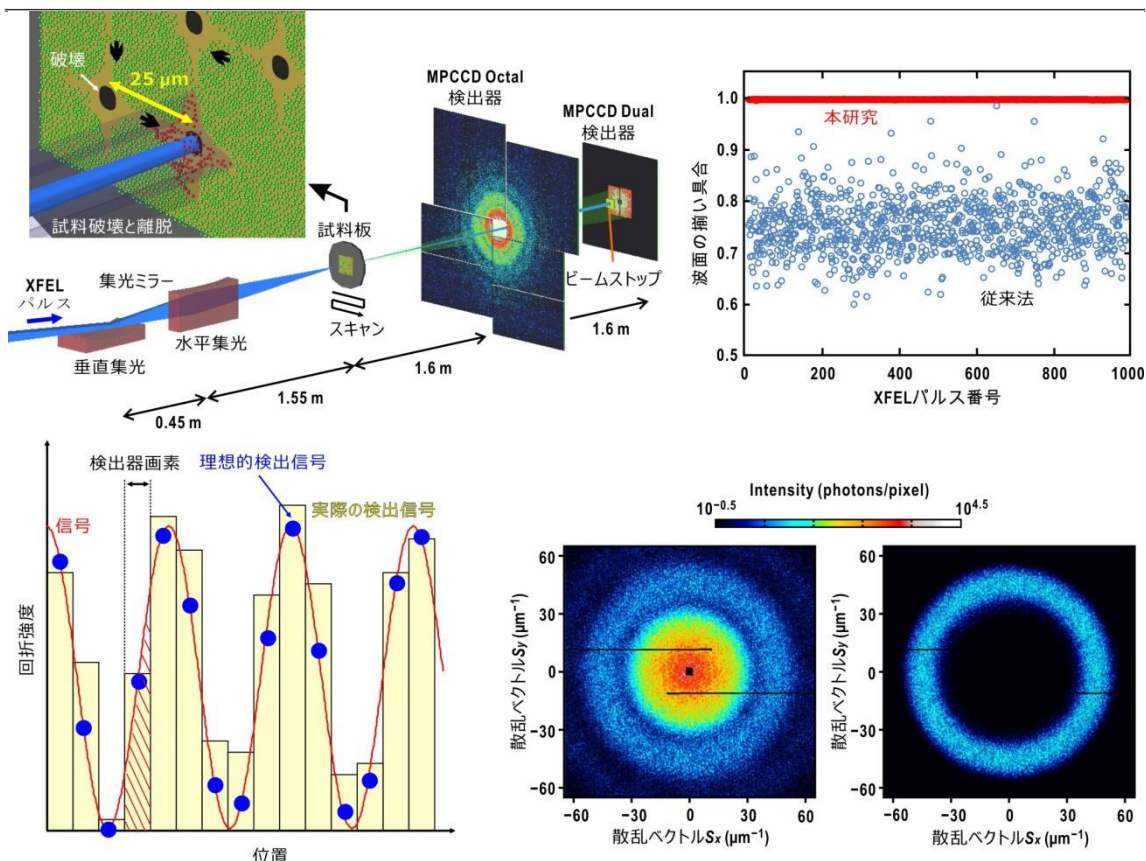 破壊
25 μm
試料破壊と離脱
MPCCD Octal
検出器
MPCCD Dual
検出器
試料板
スキャン
ビームストップ
XFEL
パルス
集光ミラー
垂直集光
水平集光
0.45 m
1.55 m
1.6 m
1.6 m
1.0
0.9
0.8
0.7
0.6
0.5
波面の揃い具合
本研究
従来法
0
200
400
600
800
1000
XFELパルス番号
検出器画素
理想的検出信号
信号
実際の検出信号
回折強度
位置
Intensity (photons/pixel)
10⁻⁰·⁵
10⁴·⁵
60
30
0
−30
−60
散乱ベクトルSy (μm⁻¹)
−60
−30
0
30
60
散乱ベクトルSx (μm⁻¹)
60
30
0
−30
−60
散乱ベクトルSy (μm⁻¹)
−60
−30
0
30
60
散乱ベクトルSx (μm⁻¹)